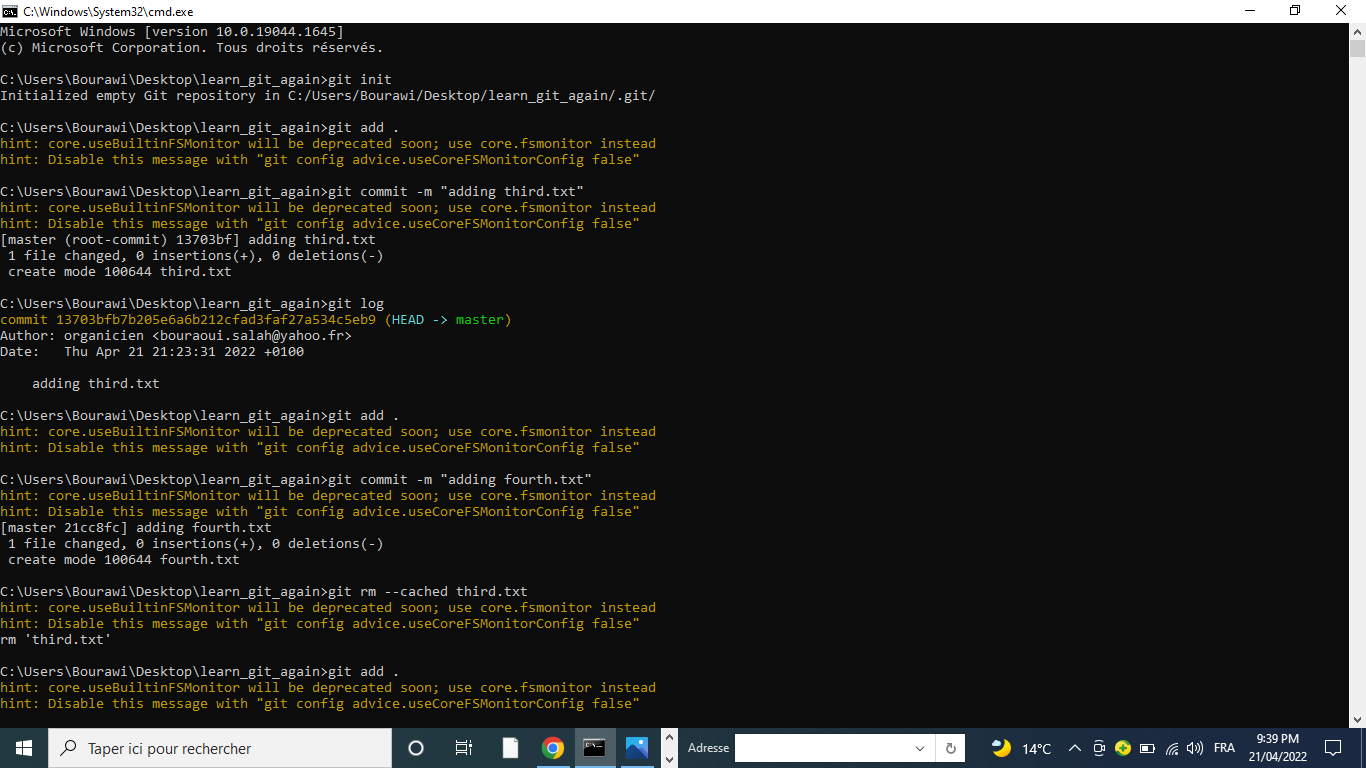 C:\Windows\System32\cmd.exe
Microsoft Windows [version 10.0.19044.1645]
(c) Microsoft Corporation. Tous droits réservés.
C:\Users\Bourawi\Desktop\learn_git_again>git init
Initialized empty Git repository in C:/Users/Bourawi/Desktop/learn_git_again/.git/
C:\Users\Bourawi\Desktop\learn_git_again>git add .
hint: core.useBuiltinFSMonitor will be deprecated soon; use core.fsmonitor instead
hint: Disable this message with "git config advice.useCoreFSMonitorConfig false"
C:\Users\Bourawi\Desktop\learn_git_again>git commit -m "adding third.txt"
hint: core.useBuiltinFSMonitor will be deprecated soon; use core.fsmonitor instead
hint: Disable this message with "git config advice.useCoreFSMonitorConfig false"
[master (root-commit) 13703bf] adding third.txt
 1 file changed, 0 insertions(+), 0 deletions(-)
 create mode 100644 third.txt
C:\Users\Bourawi\Desktop\learn_git_again>git log
commit 13703bfb7b205e6a6b212cfad3faf27a534c5eb9 (HEAD -> master)
Author: organicien <bouraoui.salah@yahoo.fr>
Date:   Thu Apr 21 21:23:31 2022 +0100
    adding third.txt
C:\Users\Bourawi\Desktop\learn_git_again>git add .
hint: core.useBuiltinFSMonitor will be deprecated soon; use core.fsmonitor instead
hint: Disable this message with "git config advice.useCoreFSMonitorConfig false"
C:\Users\Bourawi\Desktop\learn_git_again>git commit -m "adding fourth.txt"
hint: core.useBuiltinFSMonitor will be deprecated soon; use core.fsmonitor instead
hint: Disable this message with "git config advice.useCoreFSMonitorConfig false"
[master 21cc8fc] adding fourth.txt
 1 file changed, 0 insertions(+), 0 deletions(-)
 create mode 100644 fourth.txt
C:\Users\Bourawi\Desktop\learn_git_again>git rm --cached third.txt
hint: core.useBuiltinFSMonitor will be deprecated soon; use core.fsmonitor instead
hint: Disable this message with "git config advice.useCoreFSMonitorConfig false"
rm 'third.txt'
C:\Users\Bourawi\Desktop\learn_git_again>git add .
hint: core.useBuiltinFSMonitor will be deprecated soon; use core.fsmonitor instead
hint: Disable this message with "git config advice.useCoreFSMonitorConfig false"
Taper ici pour rechercher
Adresse
14°C
FRA
9:39 PM
21/04/2022